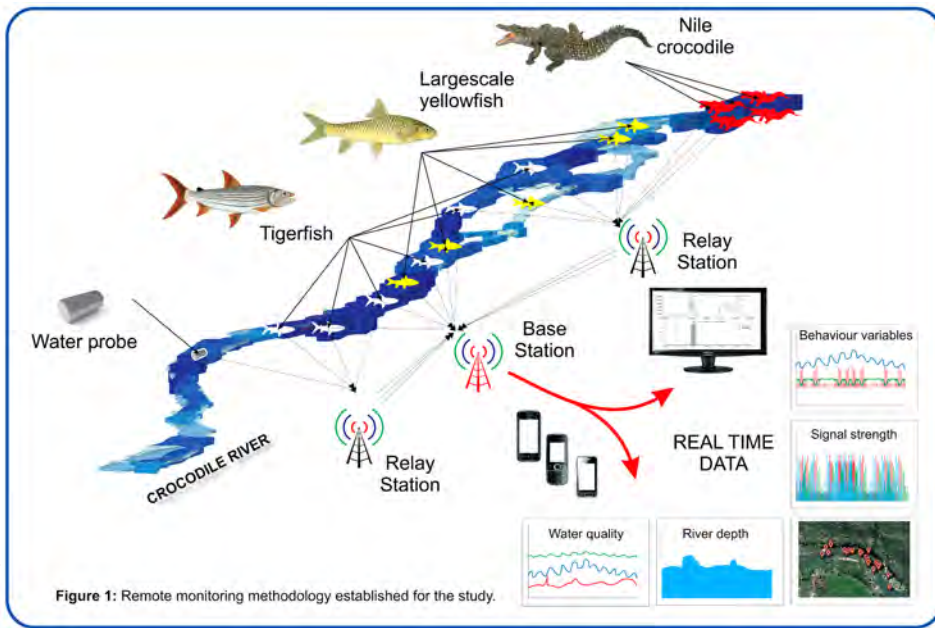 Nile
crocodile
Largescale
yellowfish
Tigerfish
Relay
Station
Water probe
Base
Station
Behaviour variables
CROCODILE RIVER
Relay
Station
REAL TIME
DATA
Signal strength
Water quality
River depth
Figure 1: Remote monitoring methodology established for the study.